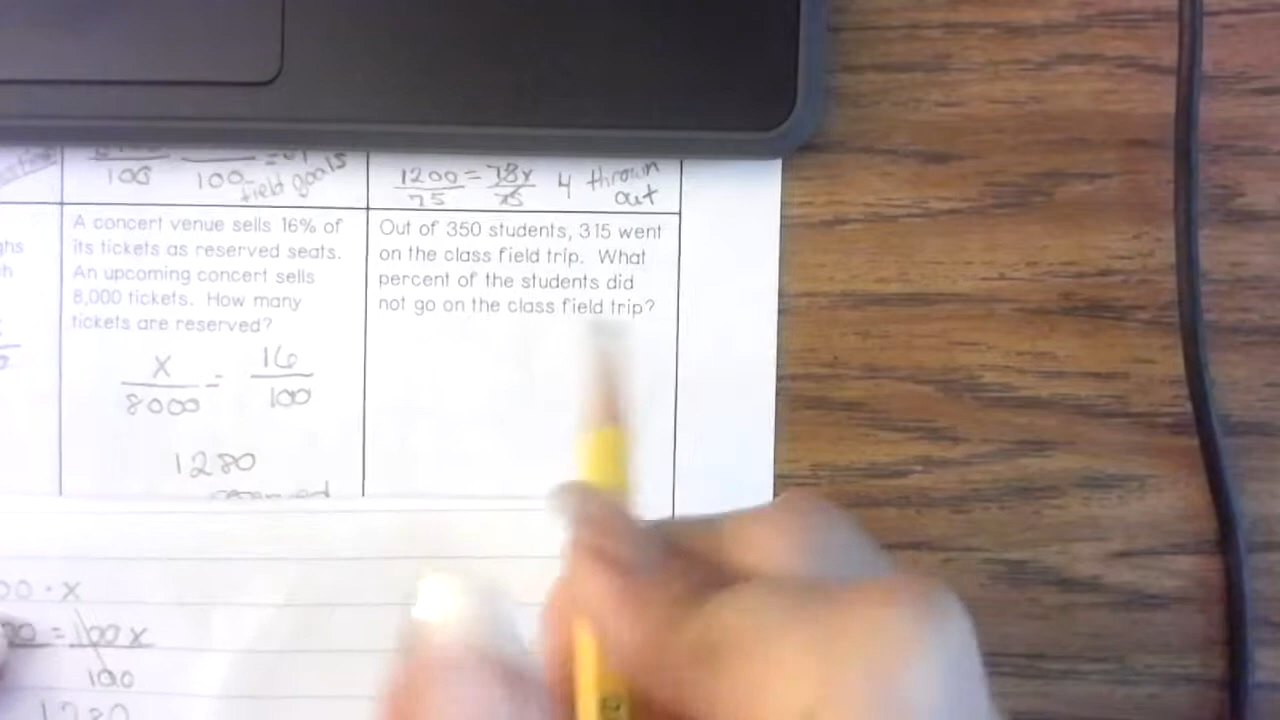 100 100 field goals
1200 = 75x 4 thrown
75 75 out
A concert venue sells 16% of
its tickets as reserved seats.
An upcoming concert sells
8,000 tickets. How many
tickets are reserved?
x 16
8000 = 100
1280
Out of 350 students, 315 went
on the class field trip. What
percent of the students did
not go on the class field trip?
· x
= 100x
100
1280